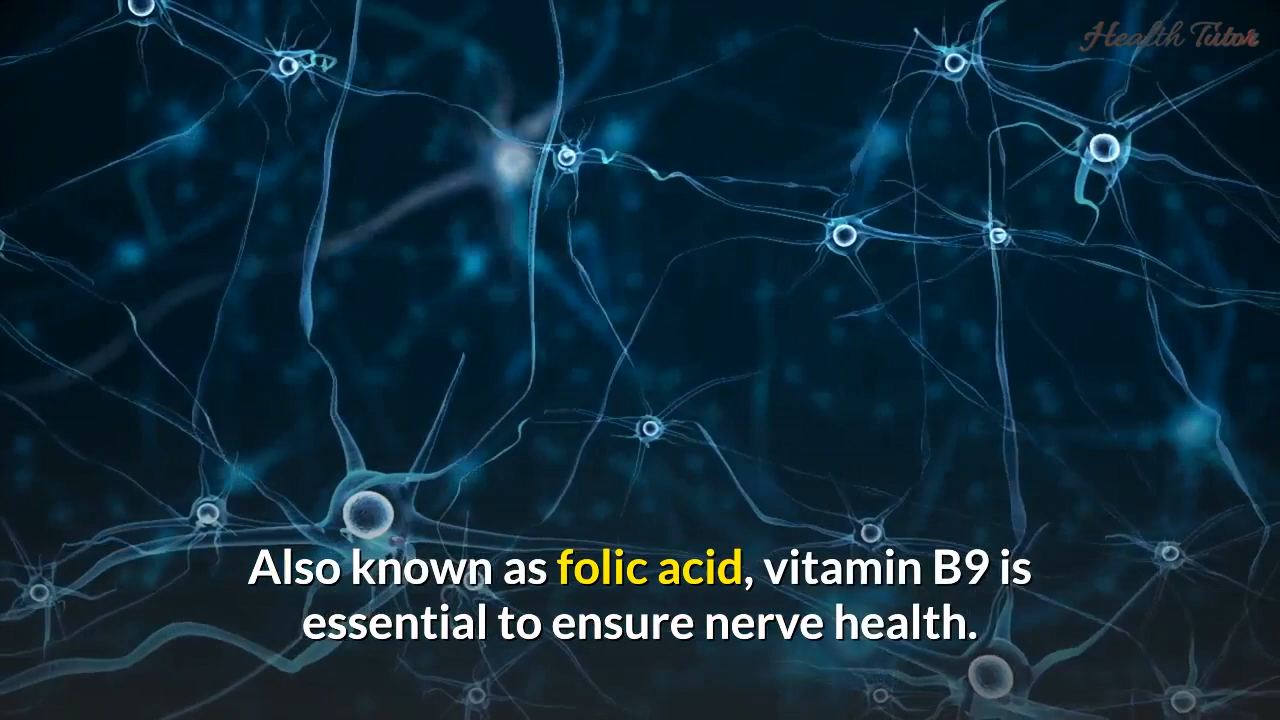 Health Tutor
Also known as folic acid, vitamin B9 is
essential to ensure nerve health.